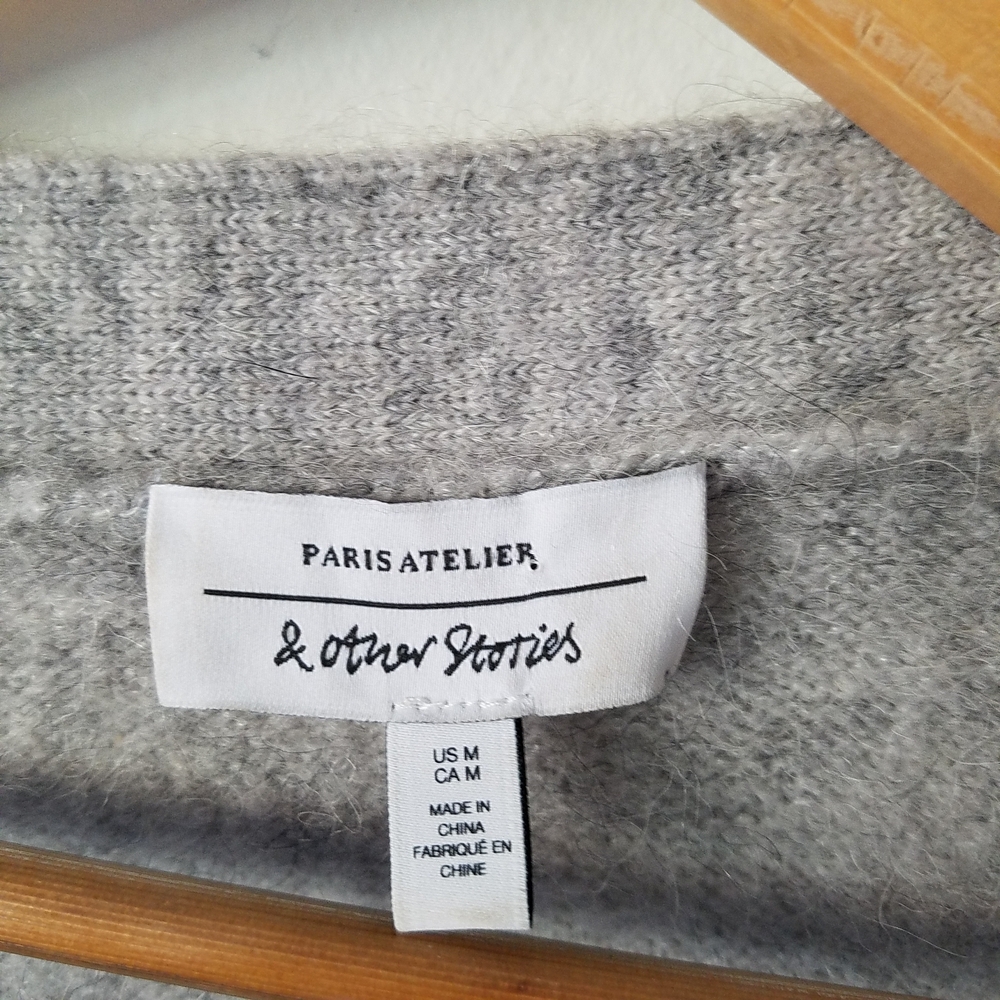 PARIS ATELIER
& other Stories
US M
CA M
MADE IN
CHINA
FABRIQUÉ EN
CHINE